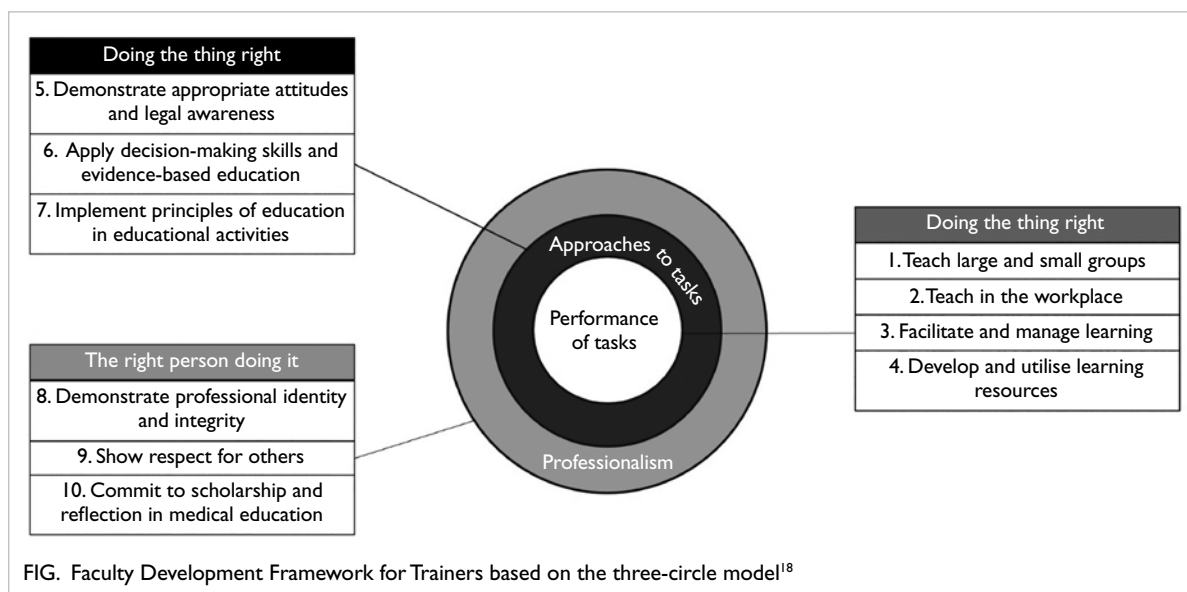 Doing the thing right
5. Demonstrate appropriate attitudes
and legal awareness
6. Apply decision-making skills and
evidence-based education
7. Implement principles of education
in educational activities
The right person doing it
8. Demonstrate professional identity
and integrity
9. Show respect for others
10. Commit to scholarship and
reflection in medical education
Approaches to tasks
Performance
of tasks
Professionalism
Doing the thing right
1. Teach large and small groups
2. Teach in the workplace
3. Facilitate and manage learning
4. Develop and utilise learning
resources
FIG. Faculty Development Framework for Trainers based on the three-circle model18